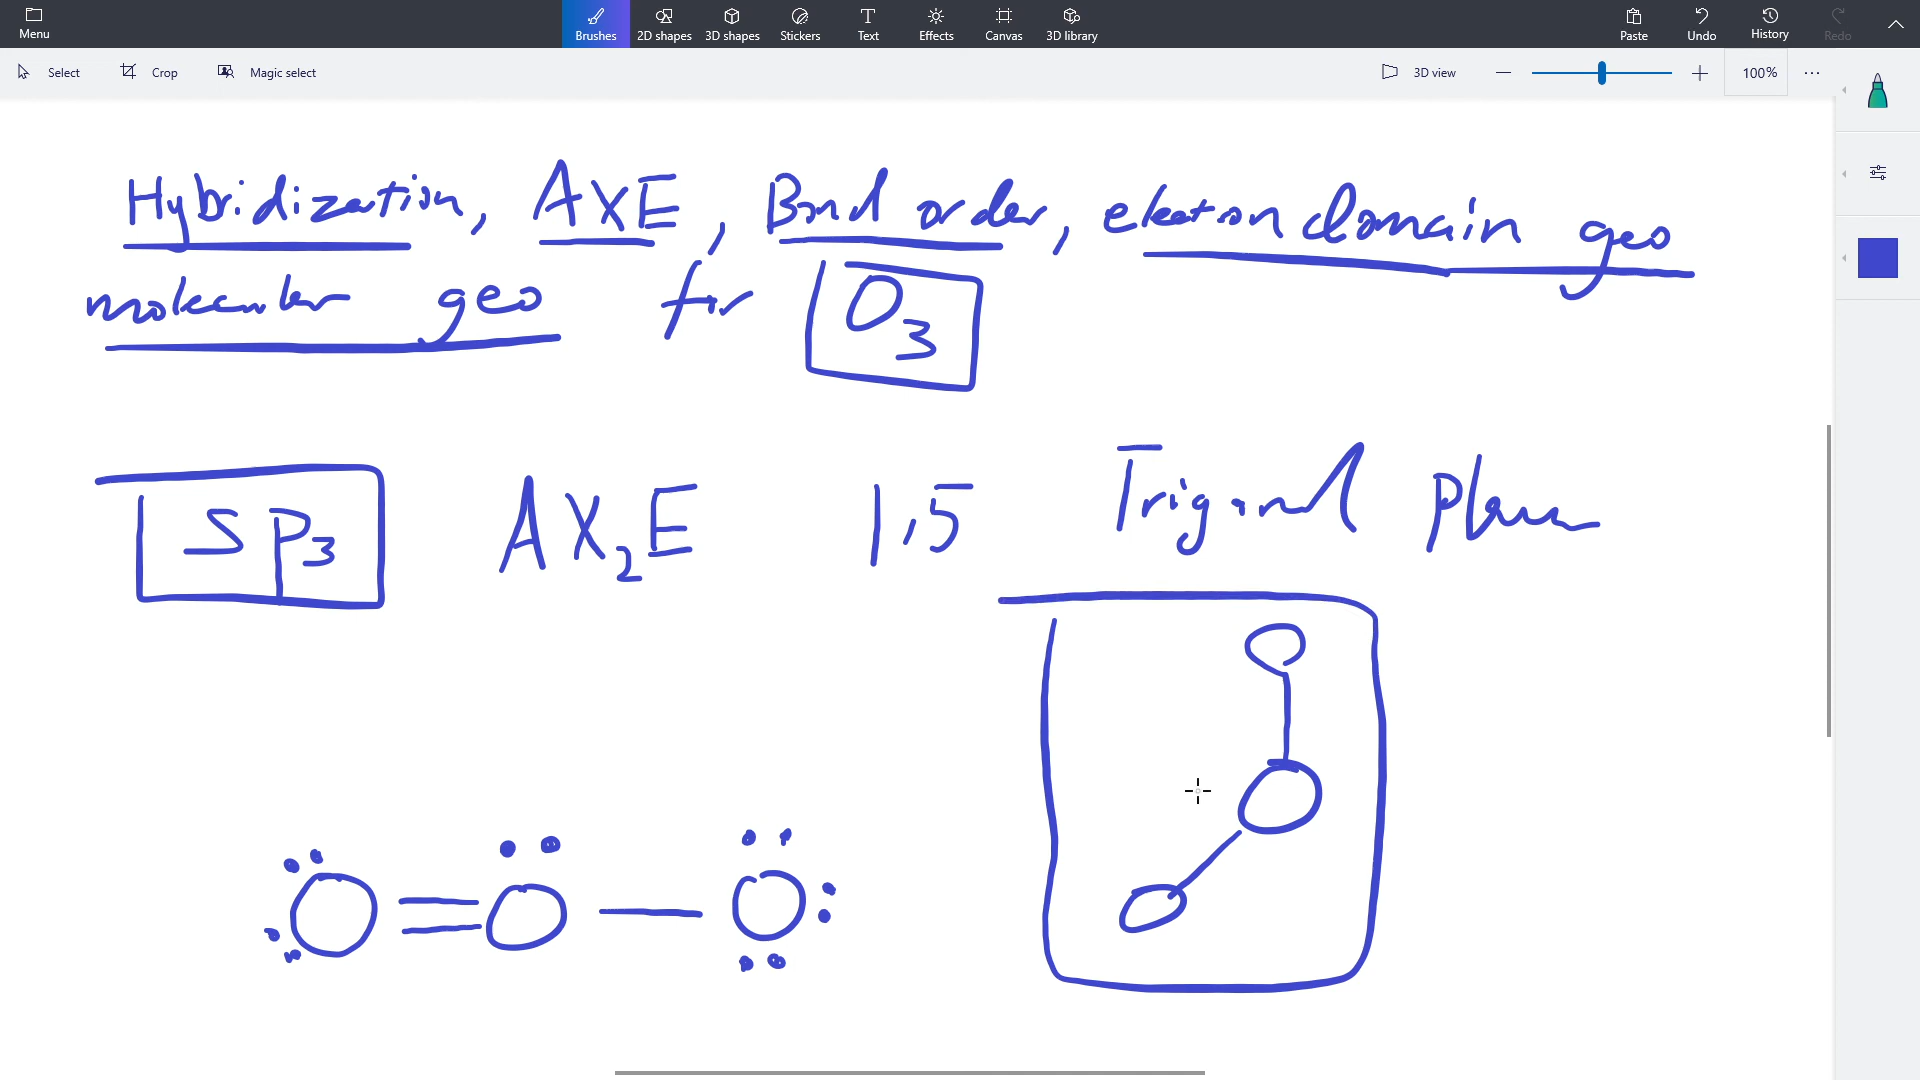 Menu
Brushes 2D shapes 3D shapes Stickers Text Effects Canvas 3D library
Paste Undo History Redo
Select Crop Magic select 3D view 100%
Hybridization, AXE, Bond order, electron domain geo
molecular geo for O₃
SP₃ AX₂E 1,5 Trigonal Planar
O = O — O